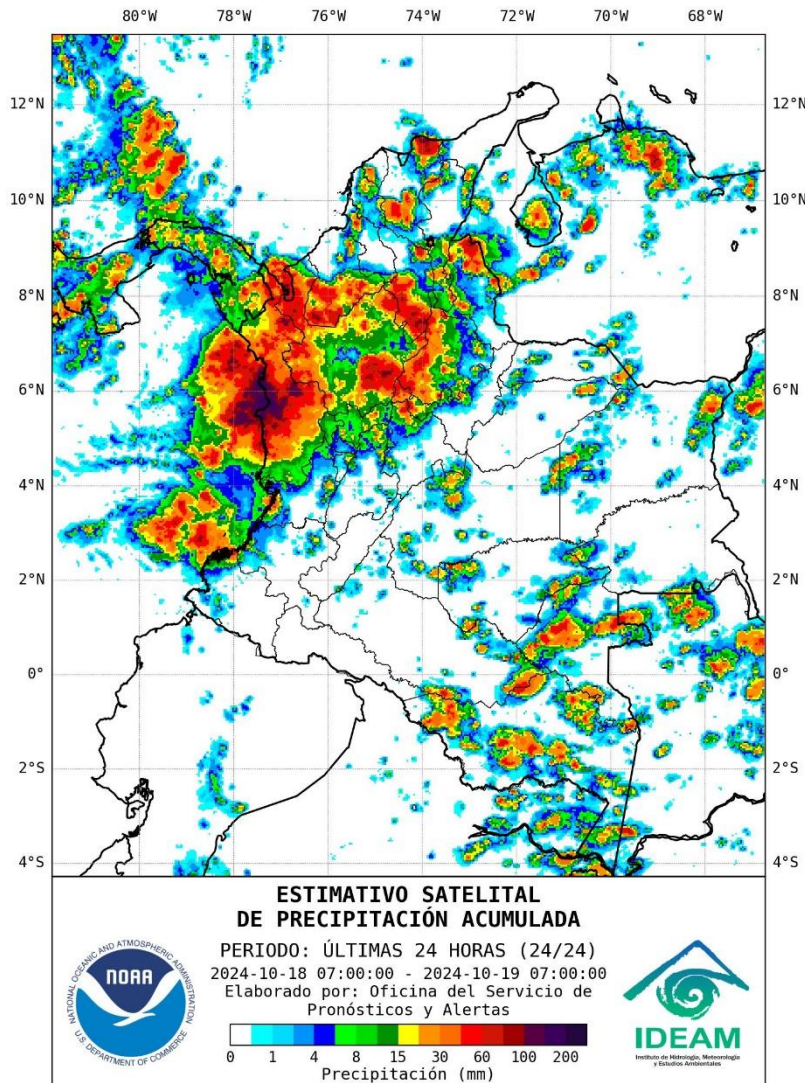 80°W 78°W 76°W 74°W 72°W 70°W 68°W
12°N 12°N
10°N 10°N
8°N 8°N
6°N 6°N
4°N 4°N
2°N 2°N
0° 0°
2°S 2°S
4°S 4°S
ESTIMATIVO SATELITAL
DE PRECIPITACIÓN ACUMULADA
PERIODO: ÚLTIMAS 24 HORAS (24/24)
2024-10-18 07:00:00 - 2024-10-19 07:00:00
Elaborado por: Oficina del Servicio de
Pronósticos y Alertas
0 1 4 8 15 30 60 100 200
Precipitación (mm)
NATIONAL OCEANIC AND ATMOSPHERIC ADMINISTRATION
NOAA
U.S. DEPARTMENT OF COMMERCE
IDEAM
Instituto de Hidrología, Meteorología
y Estudios Ambientales